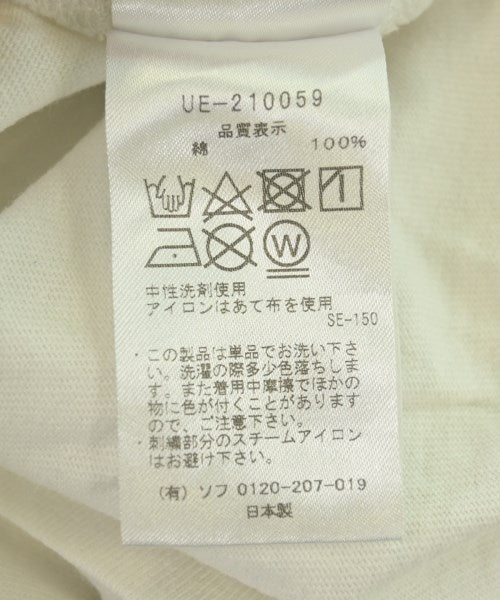 UE-210059
品質表示
綿 100%
W
中性洗剤使用
アイロンはあて布を使用
SE-150
・この製品は単品でお洗い下さ
い。洗濯の際多少色落ちしま
す。また着用中摩擦でほかの
物に色が付くことがあります
ので、ご注意下さい。
・刺繍部分のスチームアイロン
はお避け下さい。
(有) ソフ 0120-207-019
日本製